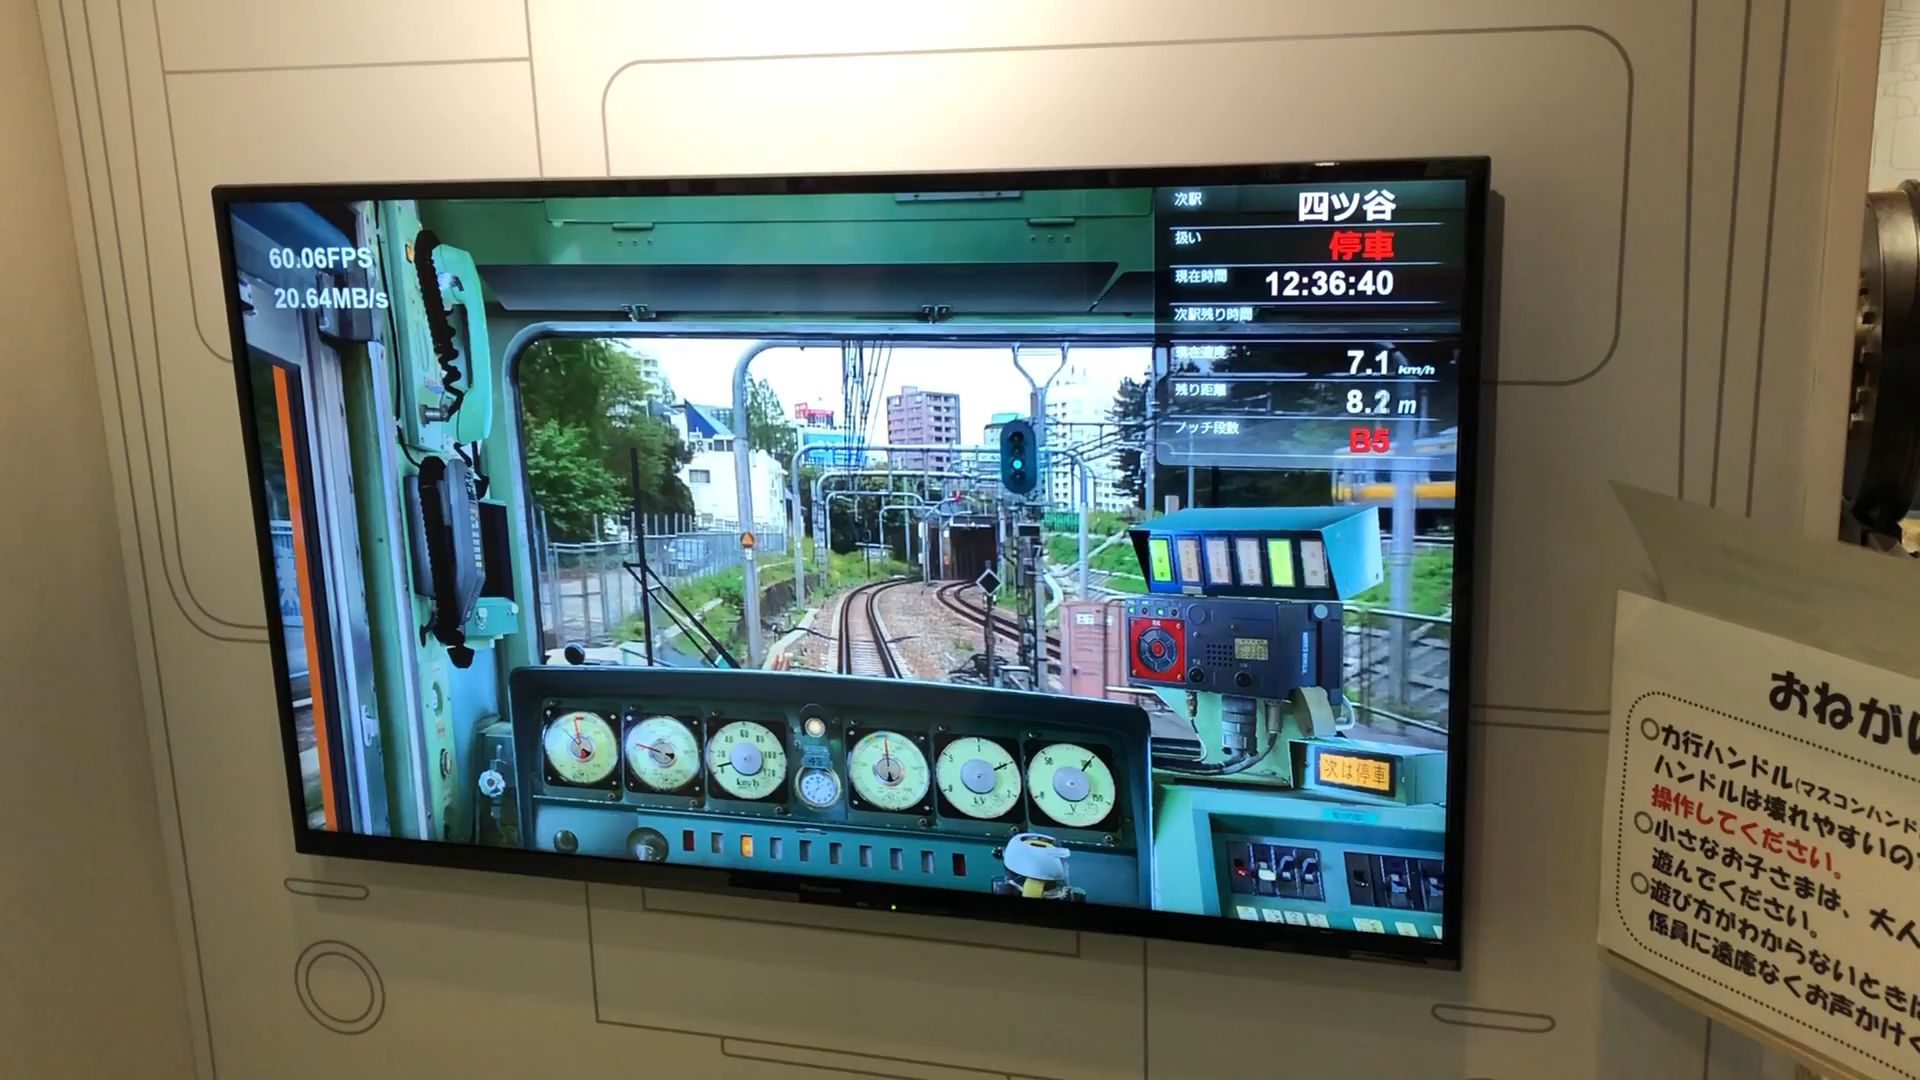 60.06FPS
20.64MB/s
次駅 四ツ谷
扱い 停車
現在時間 12:36:40
次駅残り時間
現在速度 7.1 km/h
残り距離 8.2 m
ノッチ段数 B5
次は停車
km/h
kV
V
Panasonic
おねがい
○力行ハンドル(マスコンハンド
ハンドルは壊れやすいので
操作してください。
○小さなお子さまは、大人
遊んでください。
○遊び方がわからないときは
係員に遠慮なくお声かけく